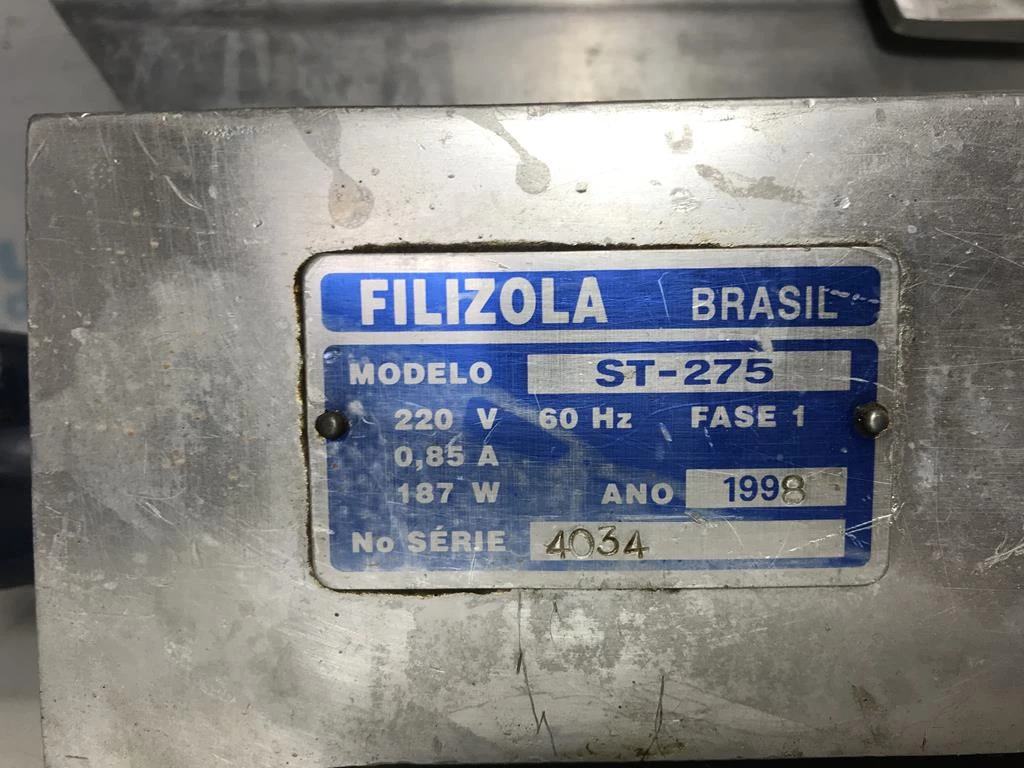 FILIZOLA BRASIL
MODELO ST-275
220 V 60 Hz FASE 1
0,85 A
187 W ANO 1998
No SÉRIE 4034